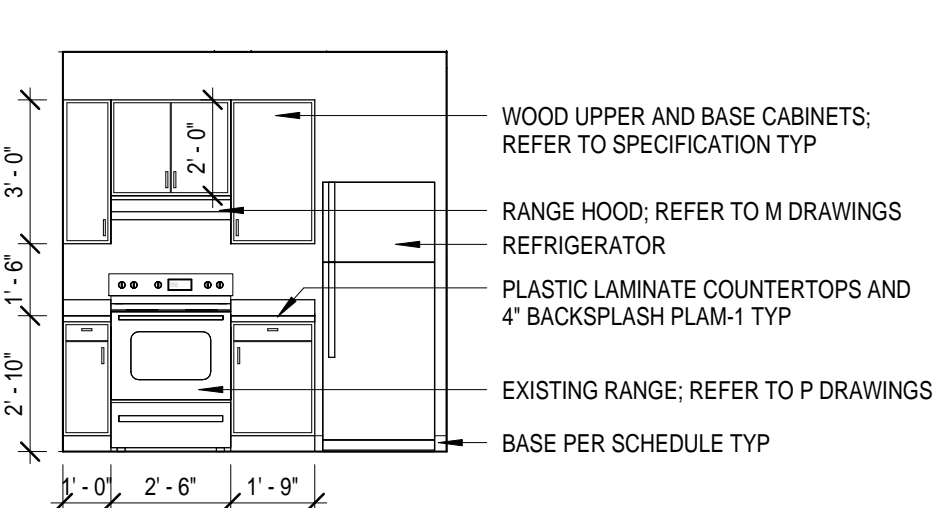 WOOD UPPER AND BASE CABINETS;
REFER TO SPECIFICATION TYP
RANGE HOOD; REFER TO M DRAWINGS
REFRIGERATOR
PLASTIC LAMINATE COUNTERTOPS AND
4" BACKSPLASH PLAM-1 TYP
EXISTING RANGE; REFER TO P DRAWINGS
BASE PER SCHEDULE TYP
3' - 0"
2' - 0"
1' - 6"
2' - 10"
1' - 0"
2' - 6"
1' - 9"